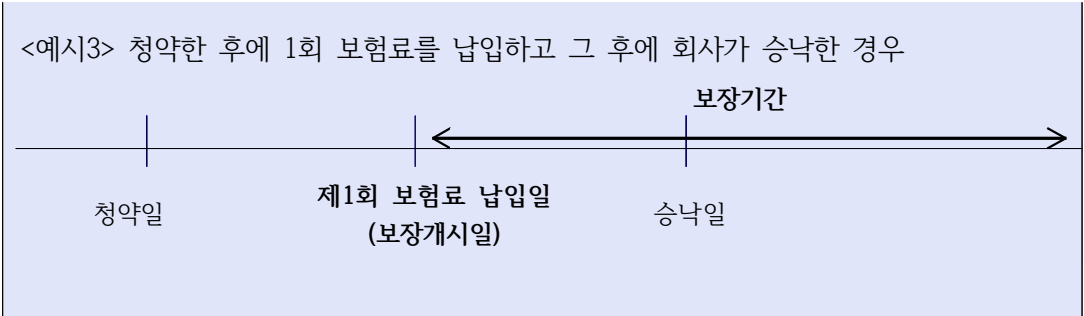 <예시3> 청약한 후에 1회 보험료를 납입하고 그 후에 회사가 승낙한 경우
보장기간
청약일
제1회 보험료 납입일
(보장개시일)
승낙일